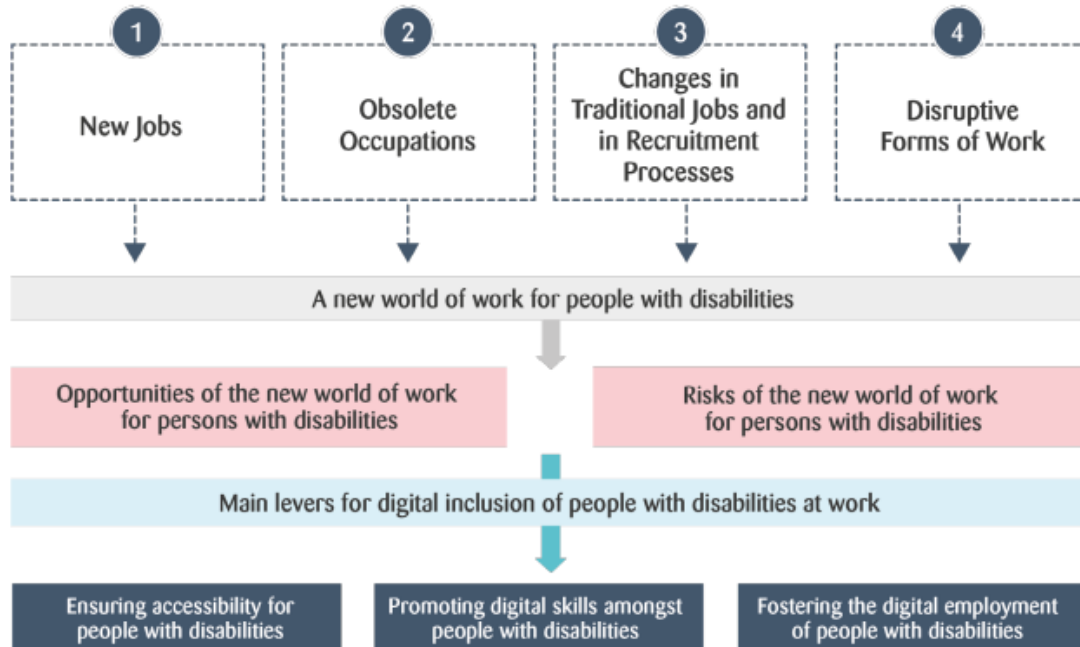 1
2
3
4
New Jobs
Obsolete
Occupations
Changes in
Traditional Jobs and
in Recruitment
Processes
Disruptive
Forms of Work
A new world of work for people with disabilities
Opportunities of the new world of work
for persons with disabilities
Risks of the new world of work
for persons with disabilities
Main levers for digital inclusion of people with disabilities at work
Ensuring accessibility for
people with disabilities
Promoting digital skills amongst
people with disabilities
Fostering the digital employment
of people with disabilities